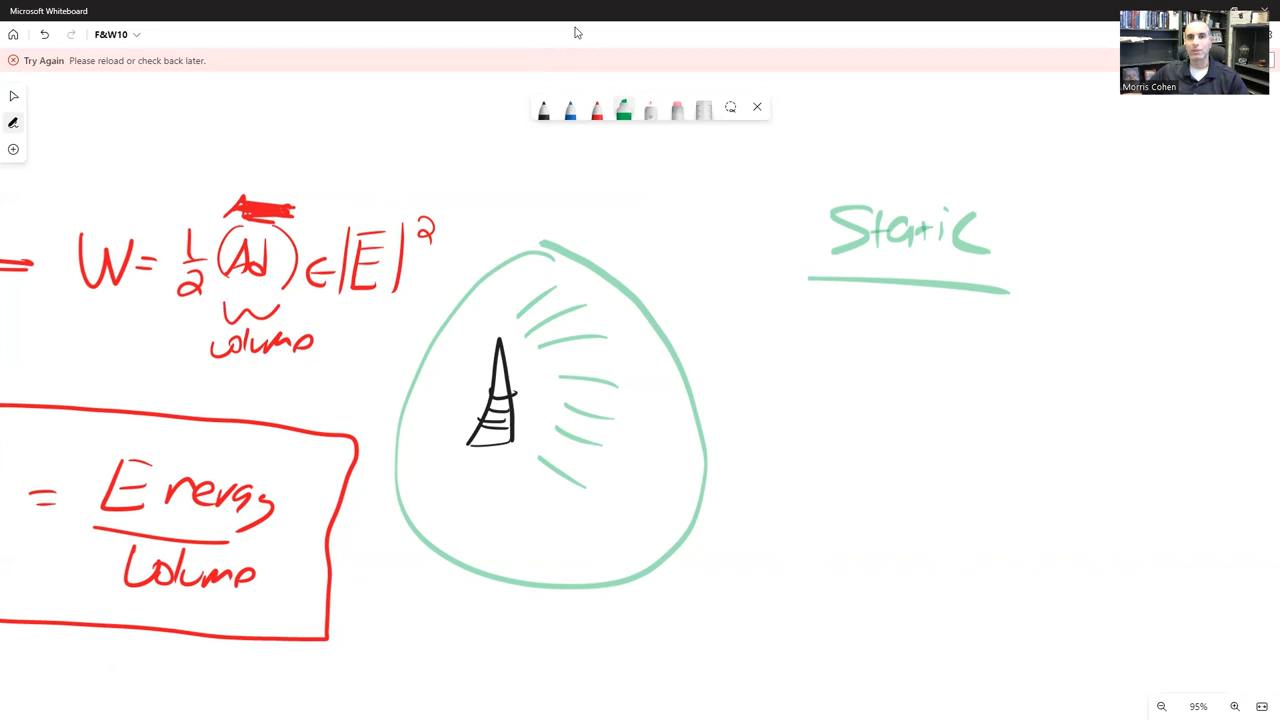 Microsoft Whiteboard
F&W10
Try Again Please reload or check back later.
Morris Cohen
= W = 1/2 (Ad) ∈ |E|^2
Volume
Static
= Energy
Volume
95%